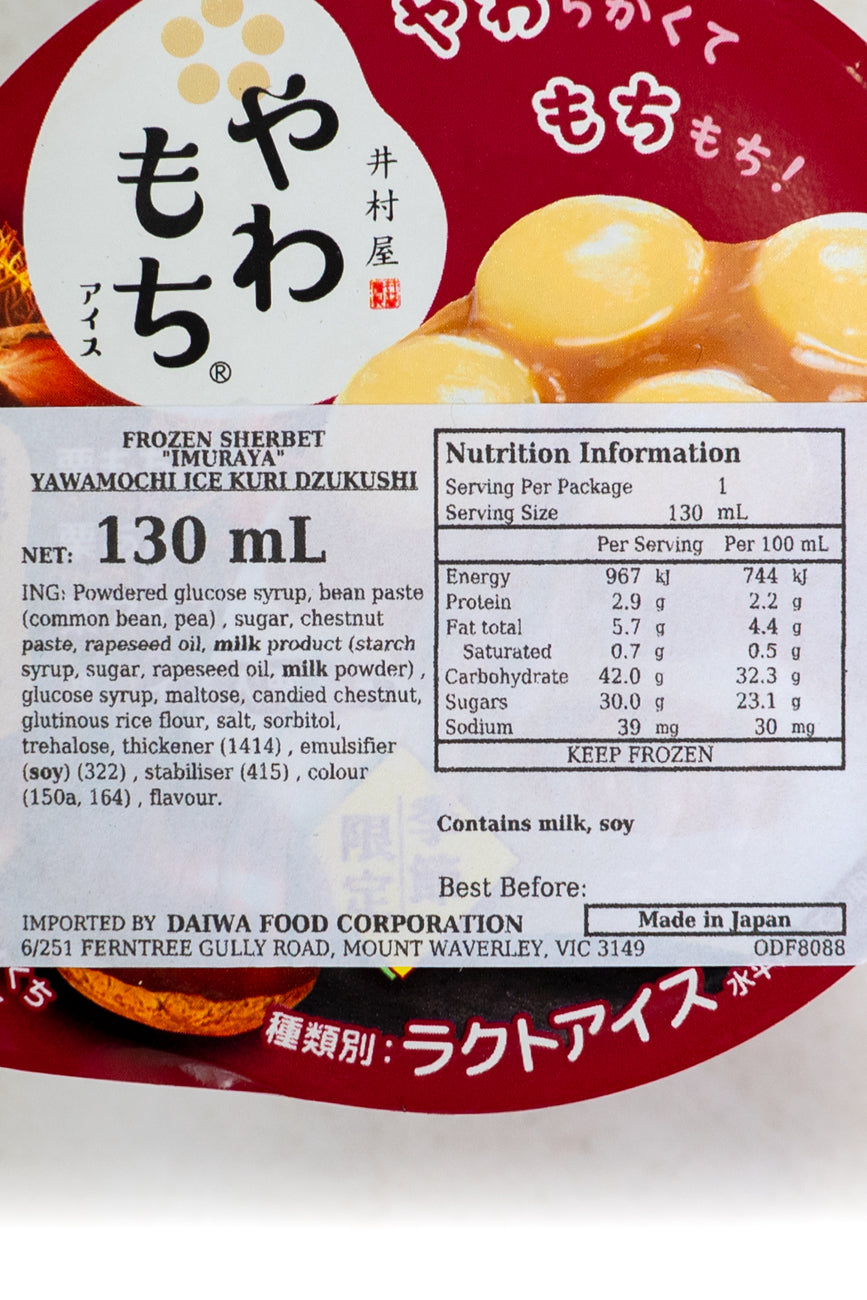 やわらかくて
もちもち!
やわ
もち
アイス
®
井村屋
FROZEN SHERBET
"IMURAYA"
YAWAMOCHI ICE KURI DZUKUSHI
NET: 130 mL
ING: Powdered glucose syrup, bean paste
(common bean, pea) , sugar, chestnut
paste, rapeseed oil, milk product (starch
syrup, sugar, rapeseed oil, milk powder) ,
glucose syrup, maltose, candied chestnut,
glutinous rice flour, salt, sorbitol,
trehalose, thickener (1414) , emulsifier
(soy) (322) , stabiliser (415) , colour
(150a, 164) , flavour.
Nutrition Information
Serving Per Package 1
Serving Size 130 mL
Per Serving Per 100 mL
Energy 967 kJ 744 kJ
Protein 2.9 g 2.2 g
Fat total 5.7 g 4.4 g
Saturated 0.7 g 0.5 g
Carbohydrate 42.0 g 32.3 g
Sugars 30.0 g 23.1 g
Sodium 39 mg 30 mg
KEEP FROZEN
Contains milk, soy
季節
限定
Best Before:
IMPORTED BY DAIWA FOOD CORPORATION
Made in Japan
6/251 FERNTREE GULLY ROAD, MOUNT WAVERLEY, VIC 3149 ODF8088
種類別:ラクトアイス